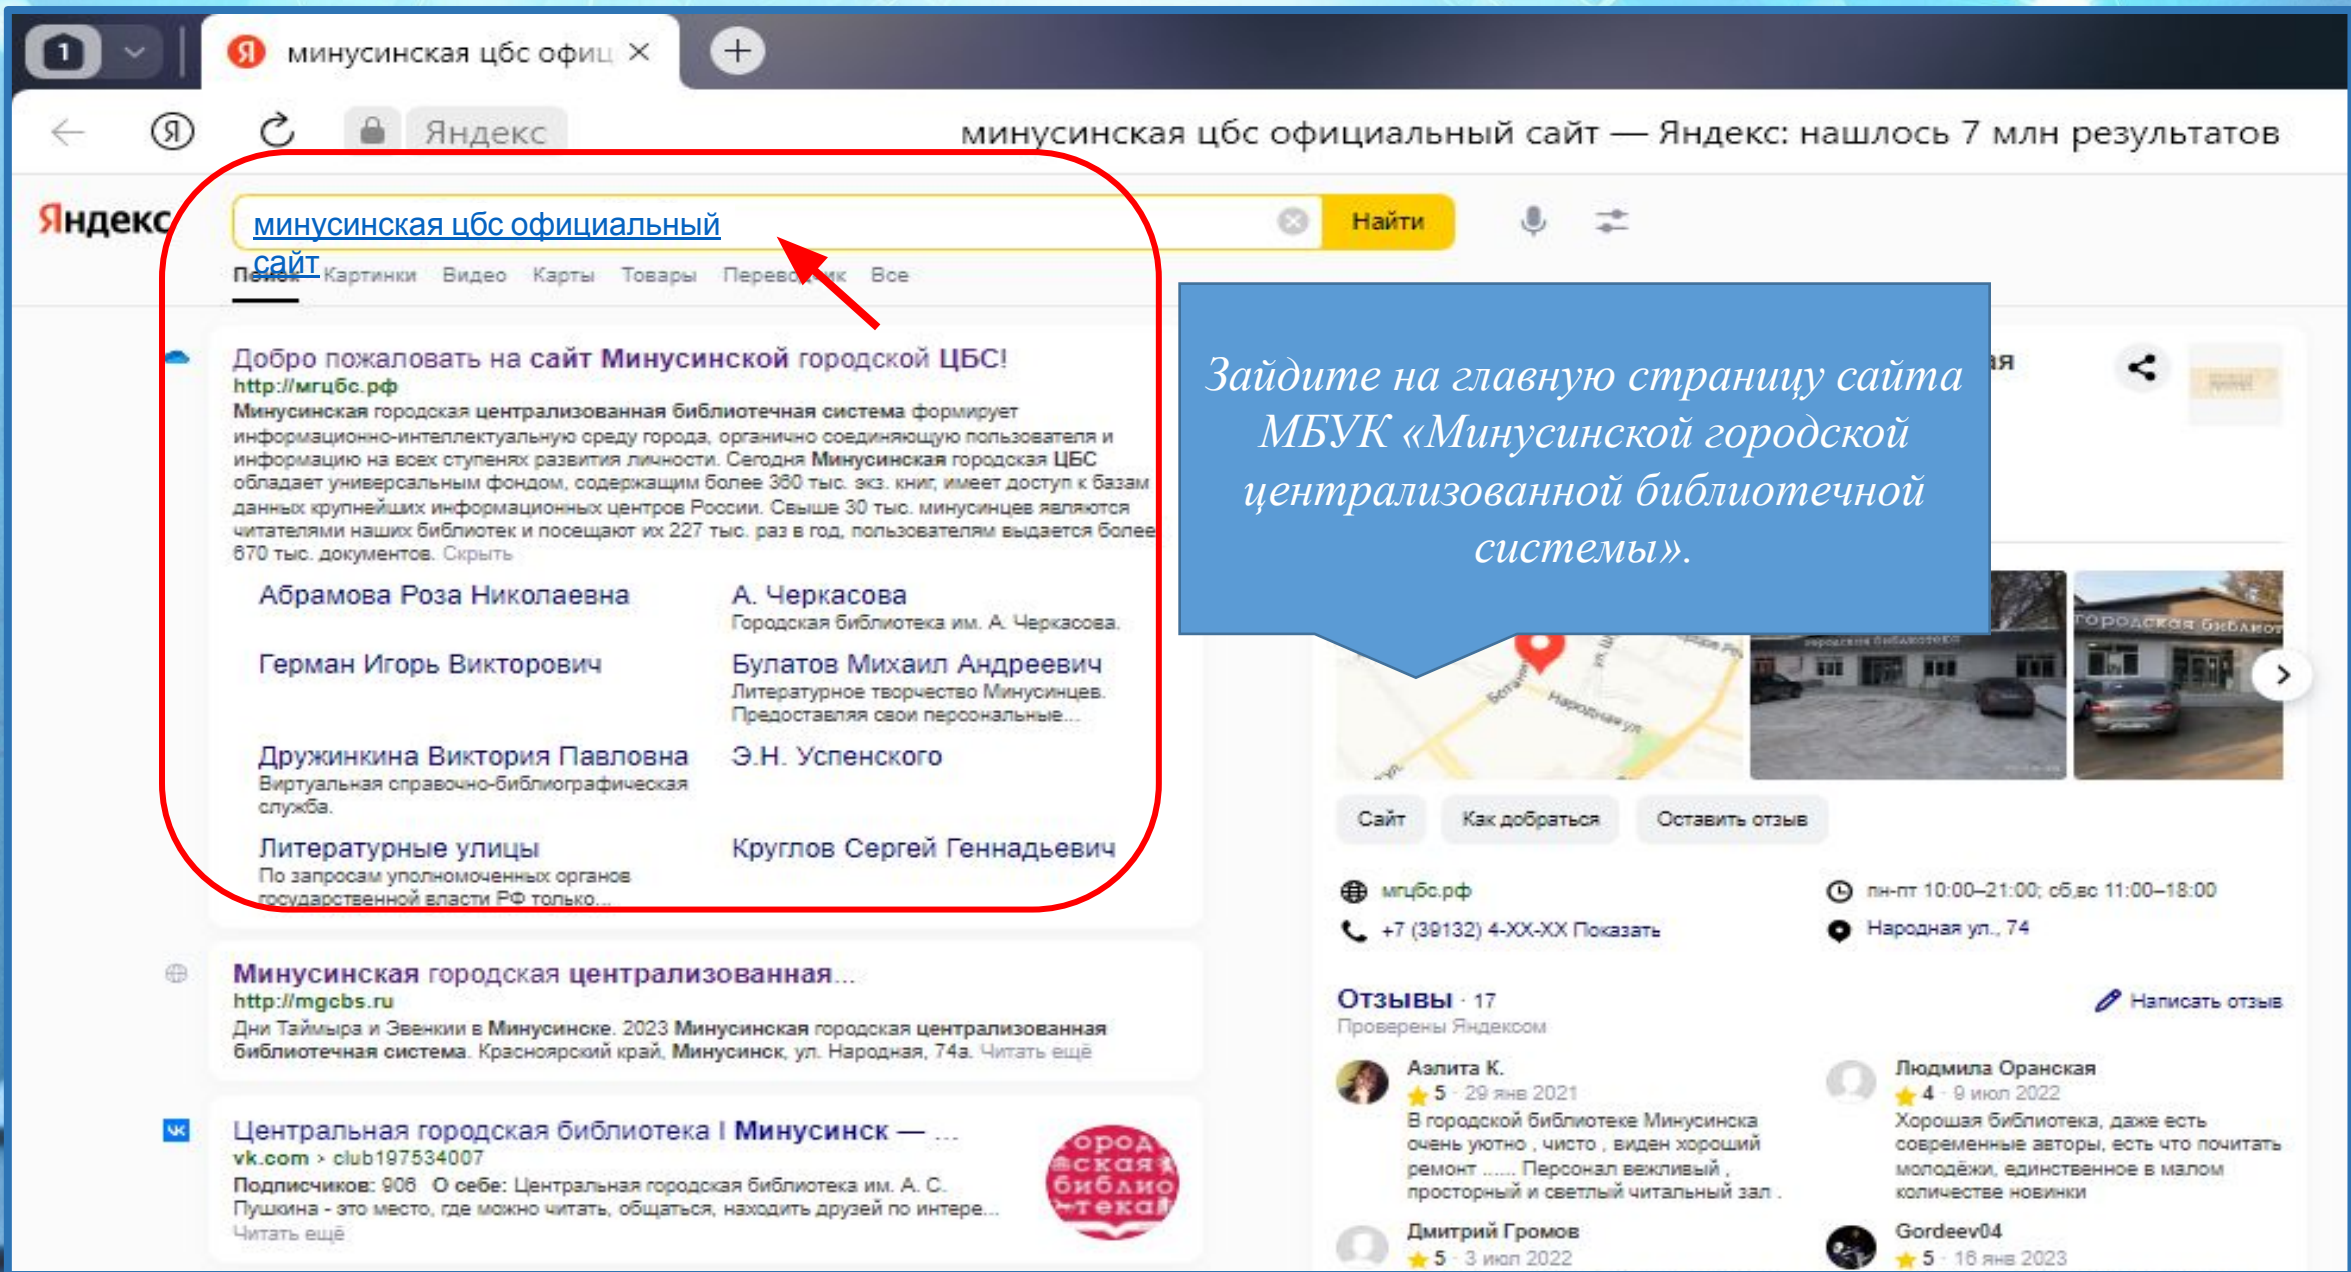 1
минусинская цбс офиц
Яндекс
минусинская цбс официальный сайт — Яндекс: нашлось 7 млн результатов
Яндекс
минусинская цбс официальный
сайт
Найти
Поиск Картинки Видео Карты Товары Переводчик Все
Добро пожаловать на сайт Минусинской городской ЦБС!
http://мгцбс.рф
Минусинская городская централизованная библиотечная система формирует
информационно-интеллектуальную среду города, органично соединяющую пользователя и
информацию на всех ступенях развития личности. Сегодня Минусинская городская ЦБС
обладает универсальным фондом, содержащим более 360 тыс. экз. книг, имеет доступ к базам
данных крупнейших информационных центров России. Свыше 30 тыс. минусинцев являются
читателями наших библиотек и посещают их 227 тыс. раз в год, пользователям выдается более
670 тыс. документов. Скрыть
Абрамова Роза Николаевна
А. Черкасова
Городская библиотека им. А. Черкасова.
Герман Игорь Викторович
Булатов Михаил Андреевич
Литературное творчество Минусинцев.
Предоставляя свои персональные...
Дружинкина Виктория Павловна
Виртуальная справочно-библиографическая
служба.
Э.Н. Успенского
Литературные улицы
По запросам уполномоченных органов
государственной власти РФ только...
Круглов Сергей Геннадьевич
Минусинская городская централизованная...
http://mgcbs.ru
Дни Таймыра и Эвенкии в Минусинске. 2023 Минусинская городская централизованная
библиотечная система. Красноярский край, Минусинск, ул. Народная, 74а. Читать ещё
Центральная городская библиотека | Минусинск — ...
vk.com › club197534007
Подписчиков: 906 О себе: Центральная городская библиотека им. А. С.
Пушкина - это место, где можно читать, общаться, находить друзей по интере...
Читать ещё
город
ская
библио
тека
Зайдите на главную страницу сайта
МБУК «Минусинской городской
централизованной библиотечной
системы».
ая
Народная ул.
городская библиотека
городская библиот
Сайт
Как добраться
Оставить отзыв
мгцбс.рф
пн-пт 10:00–21:00; сб,вс 11:00–18:00
+7 (39132) 4-XX-XX Показать
Народная ул., 74
Отзывы · 17
Написать отзыв
Проверены Яндексом
Аэлита К.
5 · 29 янв 2021
В городской библиотеке Минусинска
очень уютно , чисто , виден хороший
ремонт ...... Персонал вежливый ,
просторный и светлый читальный зал .
Людмила Оранская
4 · 9 июл 2022
Хорошая библиотека, даже есть
современные авторы, есть что почитать
молодёжи, единственное в малом
количестве новинки
Дмитрий Громов
5 · 3 июл 2022
Gordeev04
5 · 16 янв 2023